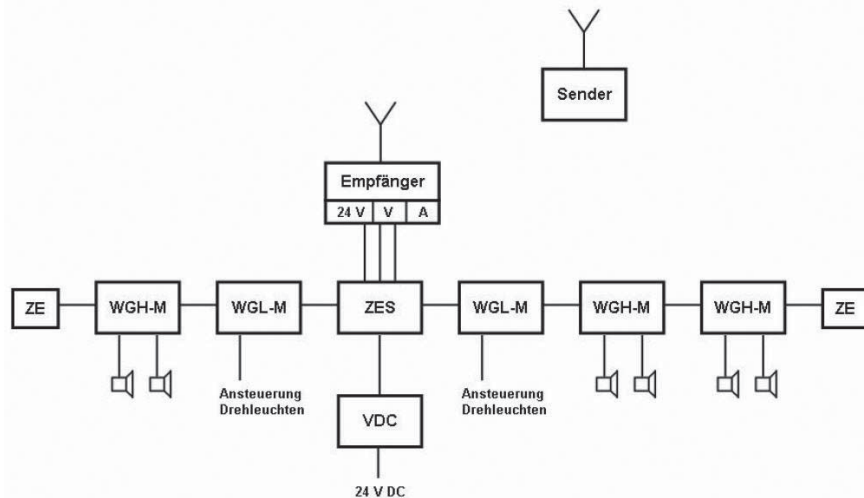 Sender
Empfänger
24 V V A
ZE WGH-M WGL-M ZES WGL-M WGH-M WGH-M ZE
Ansteuerung Drehleuchten
Ansteuerung Drehleuchten
VDC
24 V DC